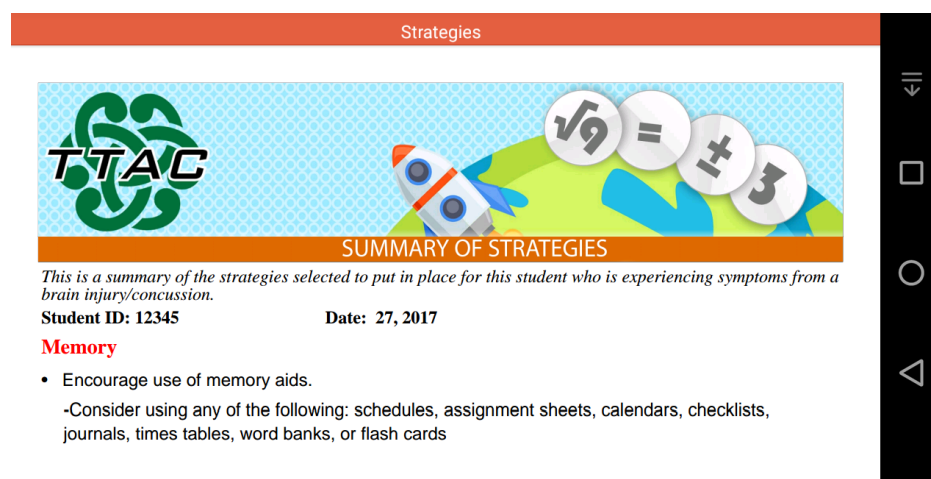 Strategies
TTAC
√9 = ± 3
SUMMARY OF STRATEGIES
This is a summary of the strategies selected to put in place for this student who is experiencing symptoms from a
brain injury/concussion.
Student ID: 12345 Date: 27, 2017
Memory
• Encourage use of memory aids.
-Consider using any of the following: schedules, assignment sheets, calendars, checklists,
journals, times tables, word banks, or flash cards